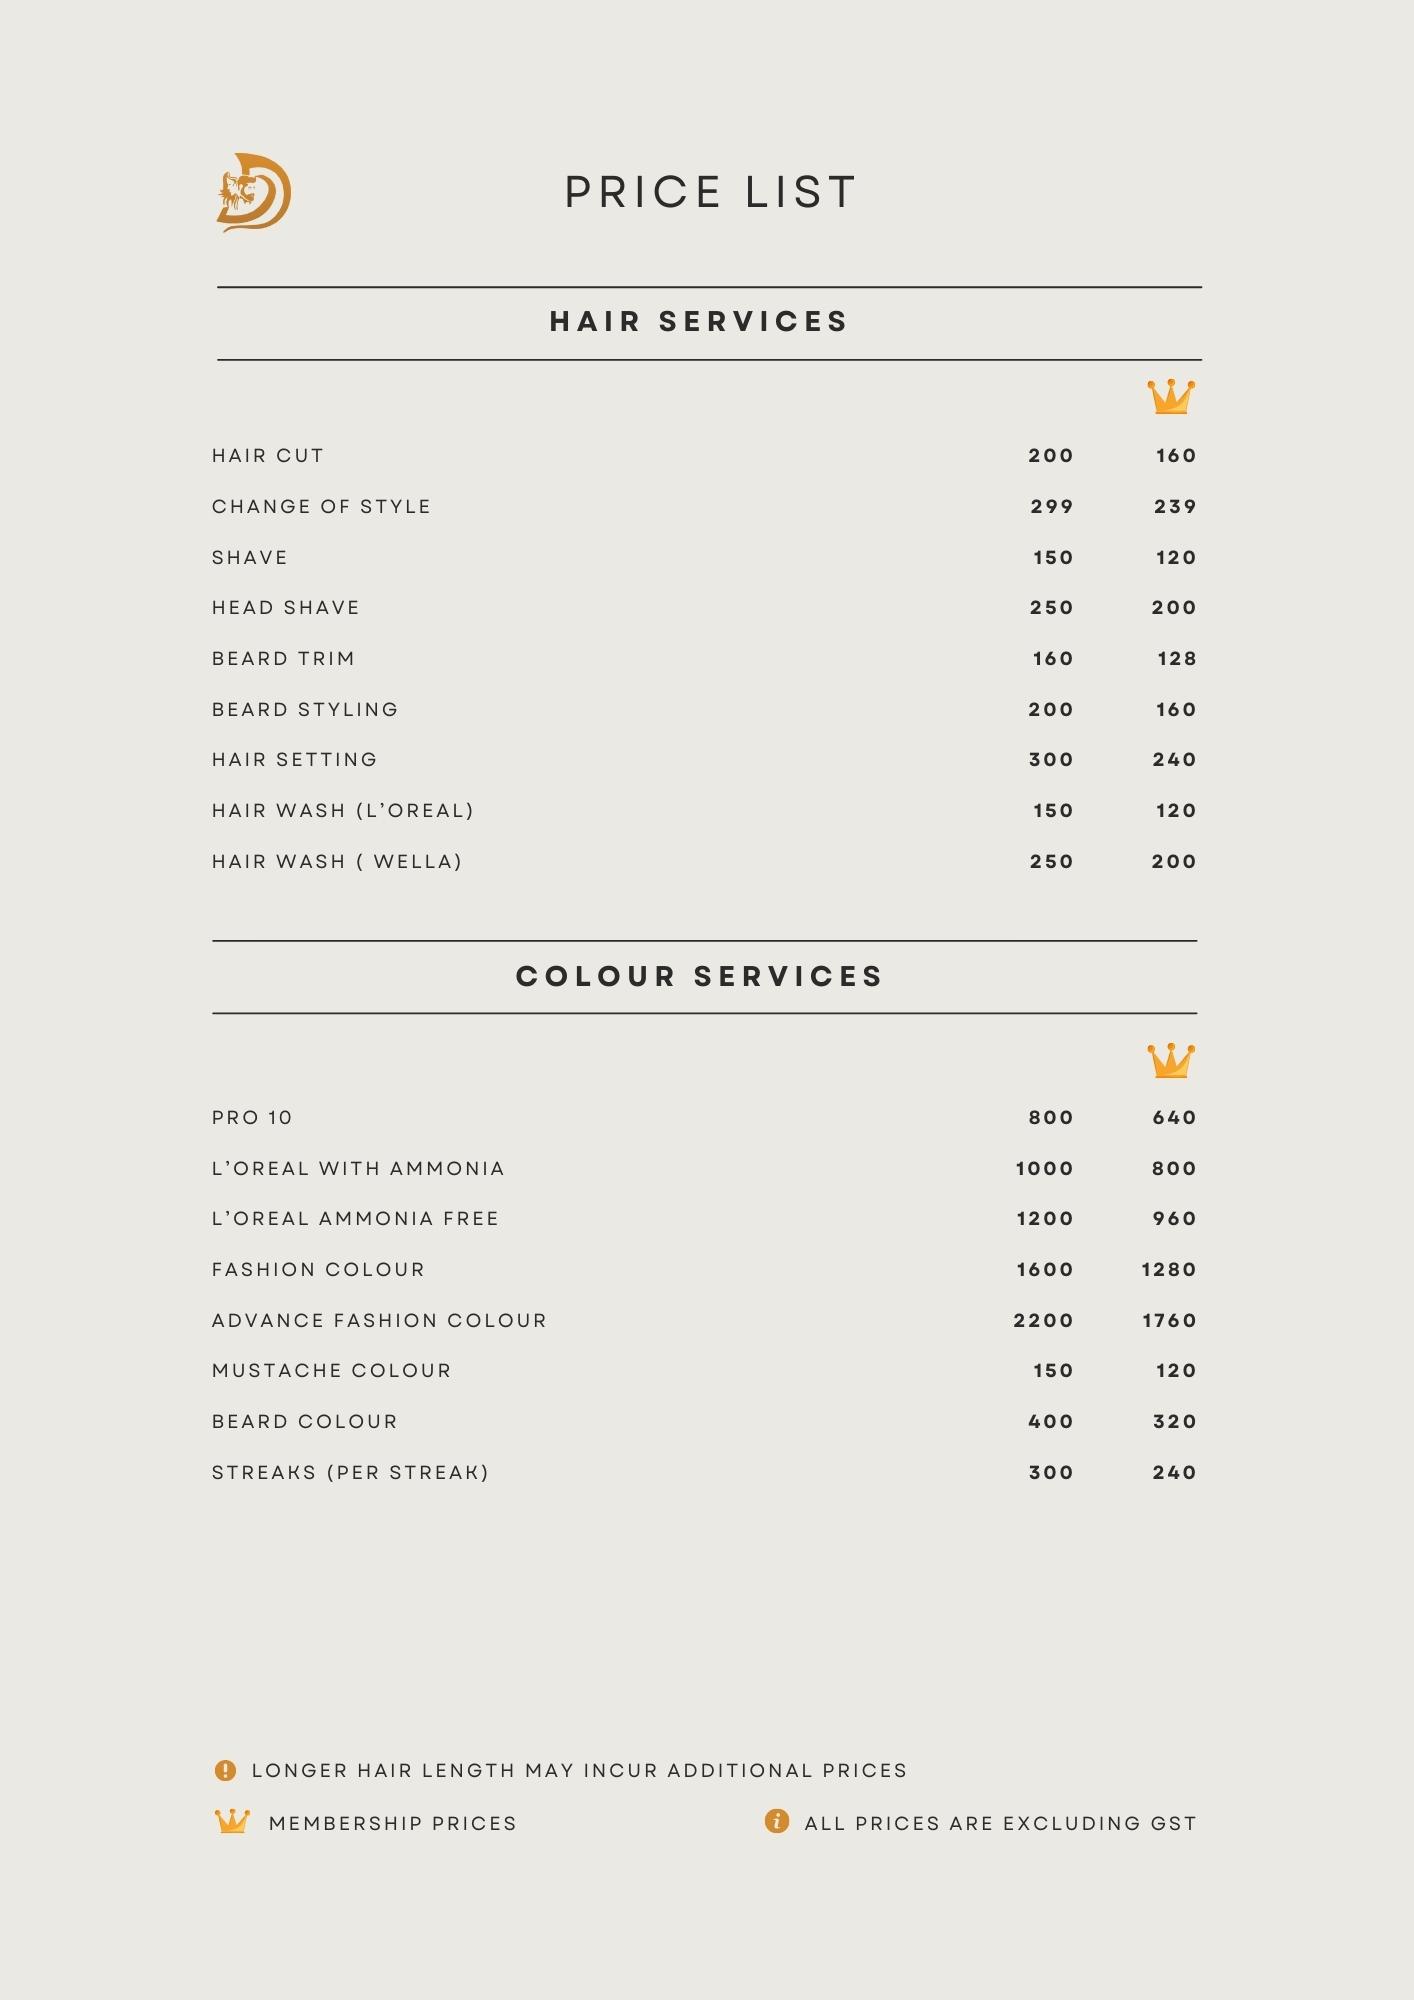 PRICE LIST
HAIR SERVICES
HAIR CUT 200 160
CHANGE OF STYLE 299 239
SHAVE 150 120
HEAD SHAVE 250 200
BEARD TRIM 160 128
BEARD STYLING 200 160
HAIR SETTING 300 240
HAIR WASH (L’OREAL) 150 120
HAIR WASH ( WELLA) 250 200
COLOUR SERVICES
PRO 10 800 640
L’OREAL WITH AMMONIA 1000 800
L’OREAL AMMONIA FREE 1200 960
FASHION COLOUR 1600 1280
ADVANCE FASHION COLOUR 2200 1760
MUSTACHE COLOUR 150 120
BEARD COLOUR 400 320
STREAKS (PER STREAK) 300 240
LONGER HAIR LENGTH MAY INCUR ADDITIONAL PRICES
MEMBERSHIP PRICES ALL PRICES ARE EXCLUDING GST